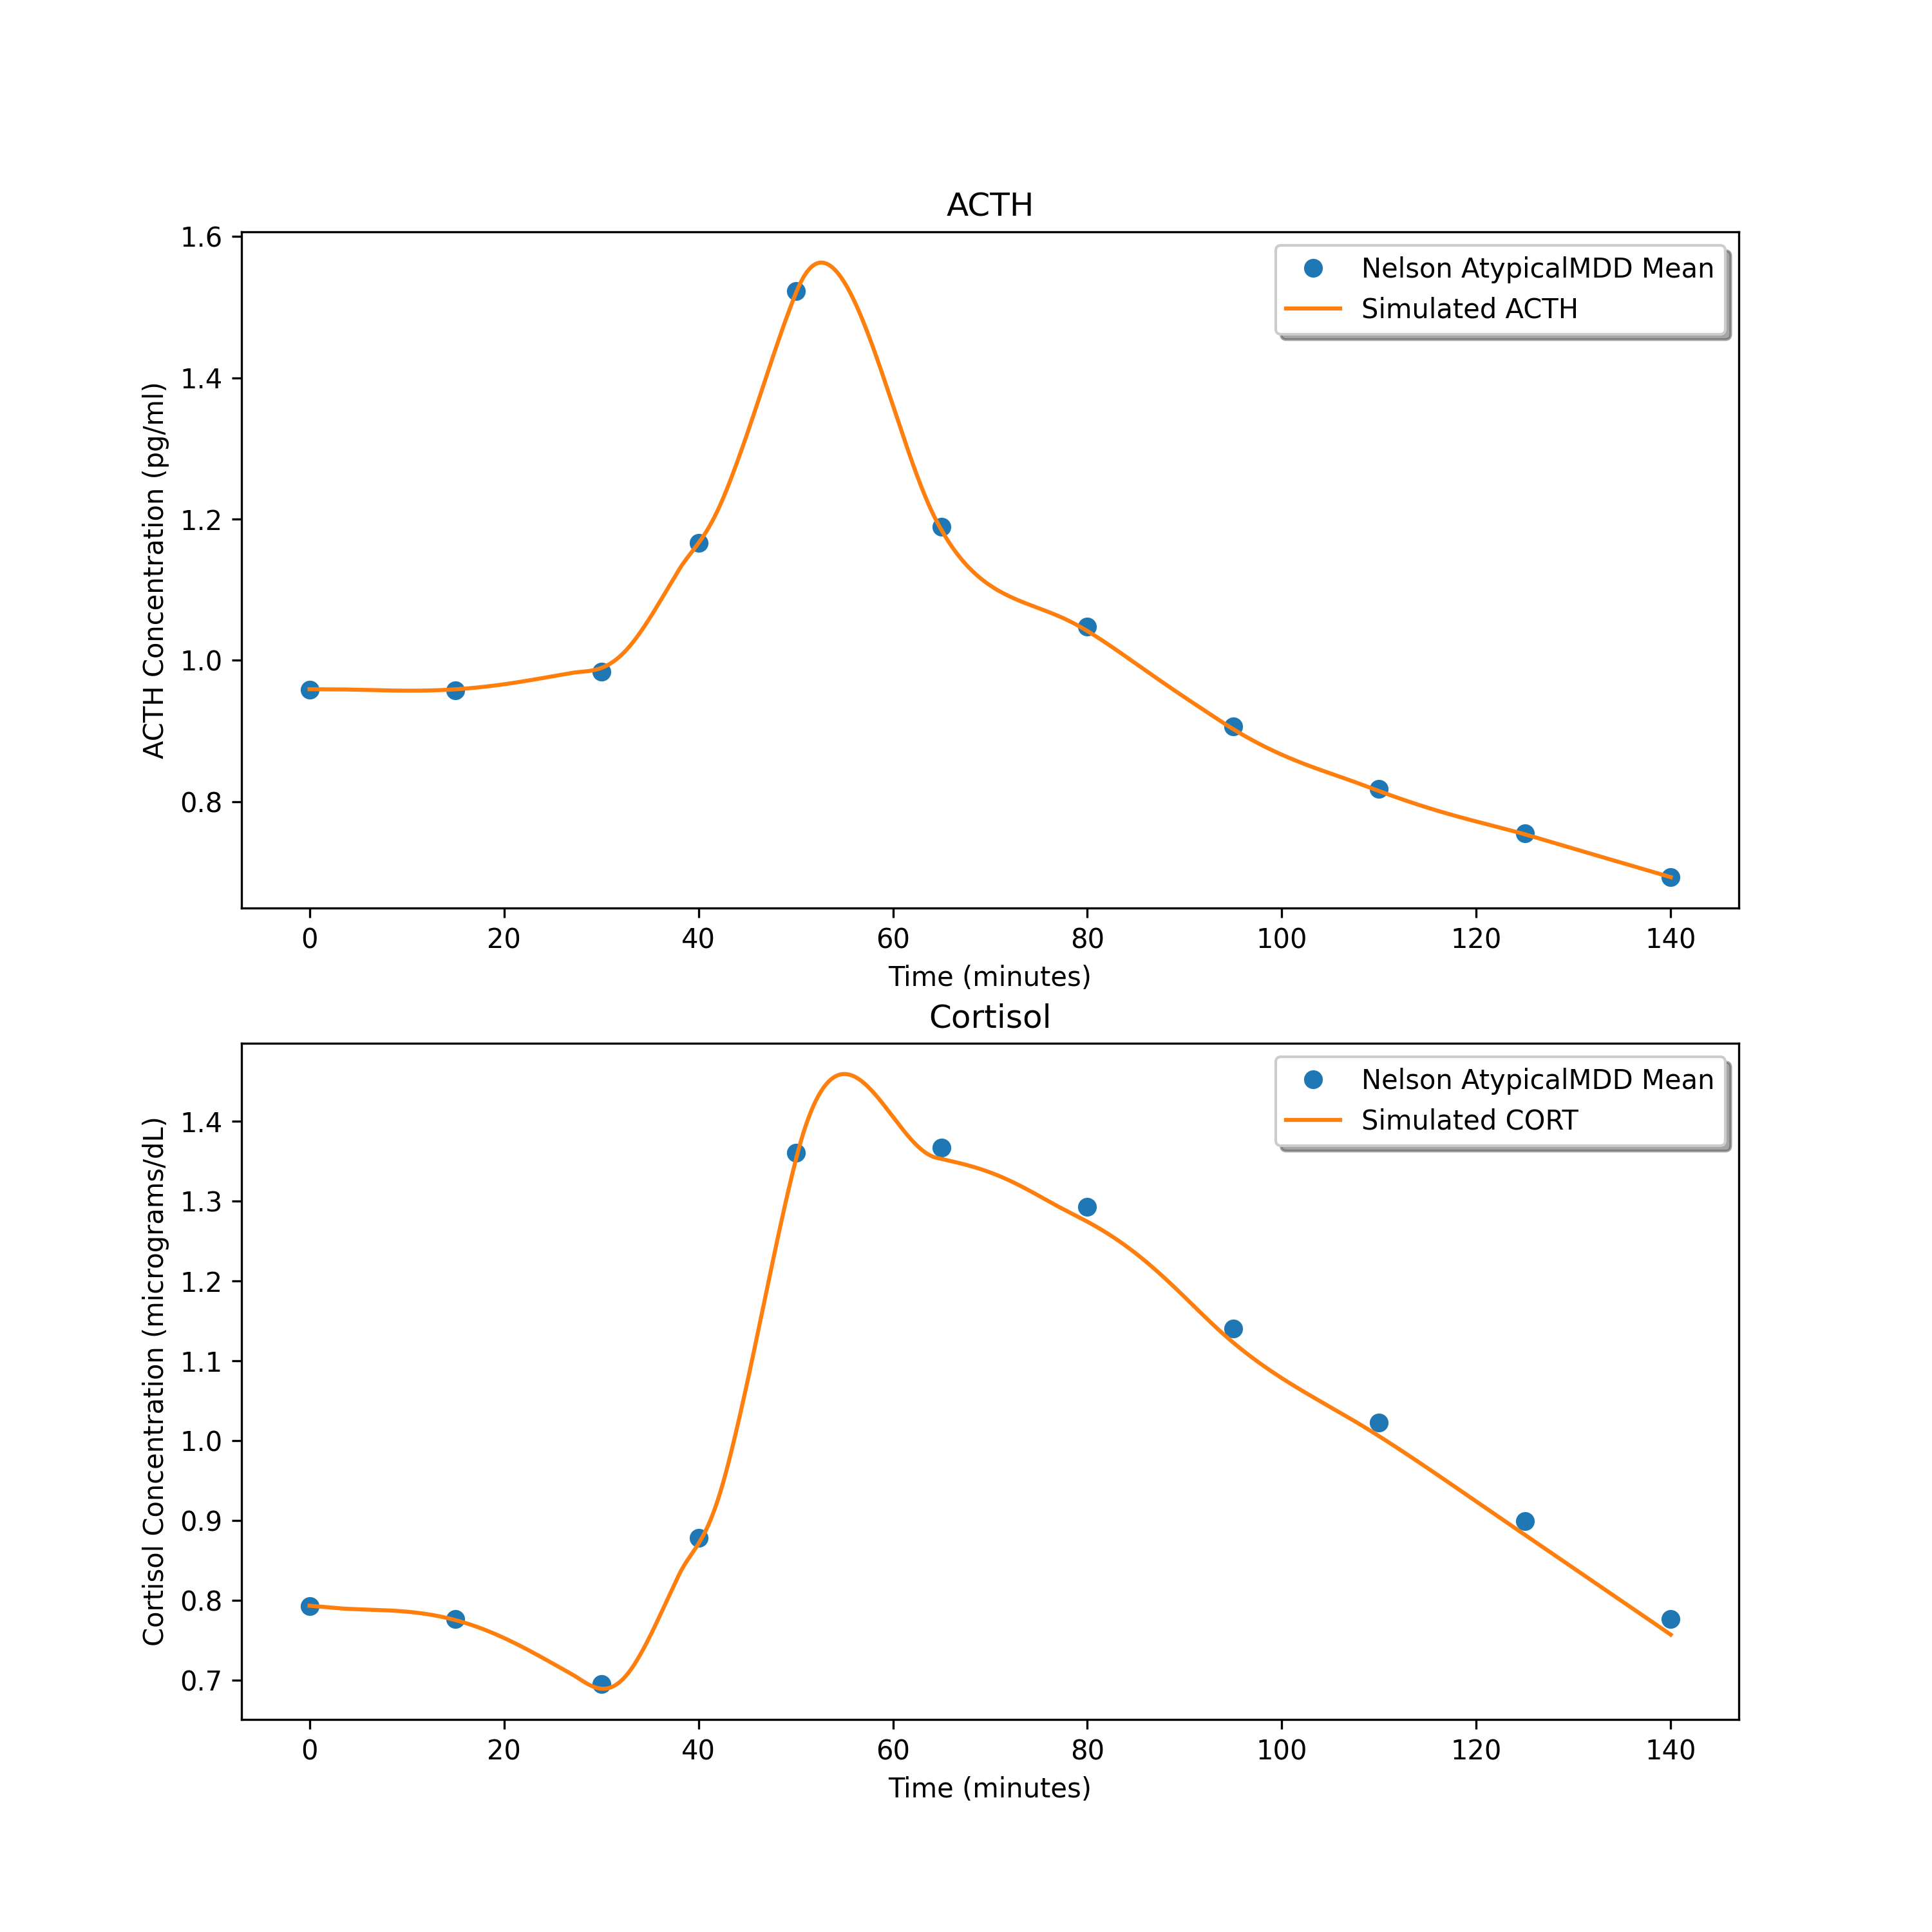 ACTH
1.6
1.4
1.2
1.0
0.8
ACTH Concentration (pg/ml)
Nelson AtypicalMDD Mean
Simulated ACTH
0 20 40 60 80 100 120 140
Time (minutes)
Cortisol
1.4
1.3
1.2
1.1
1.0
0.9
0.8
0.7
Cortisol Concentration (micrograms/dL)
Nelson AtypicalMDD Mean
Simulated CORT
0 20 40 60 80 100 120 140
Time (minutes)